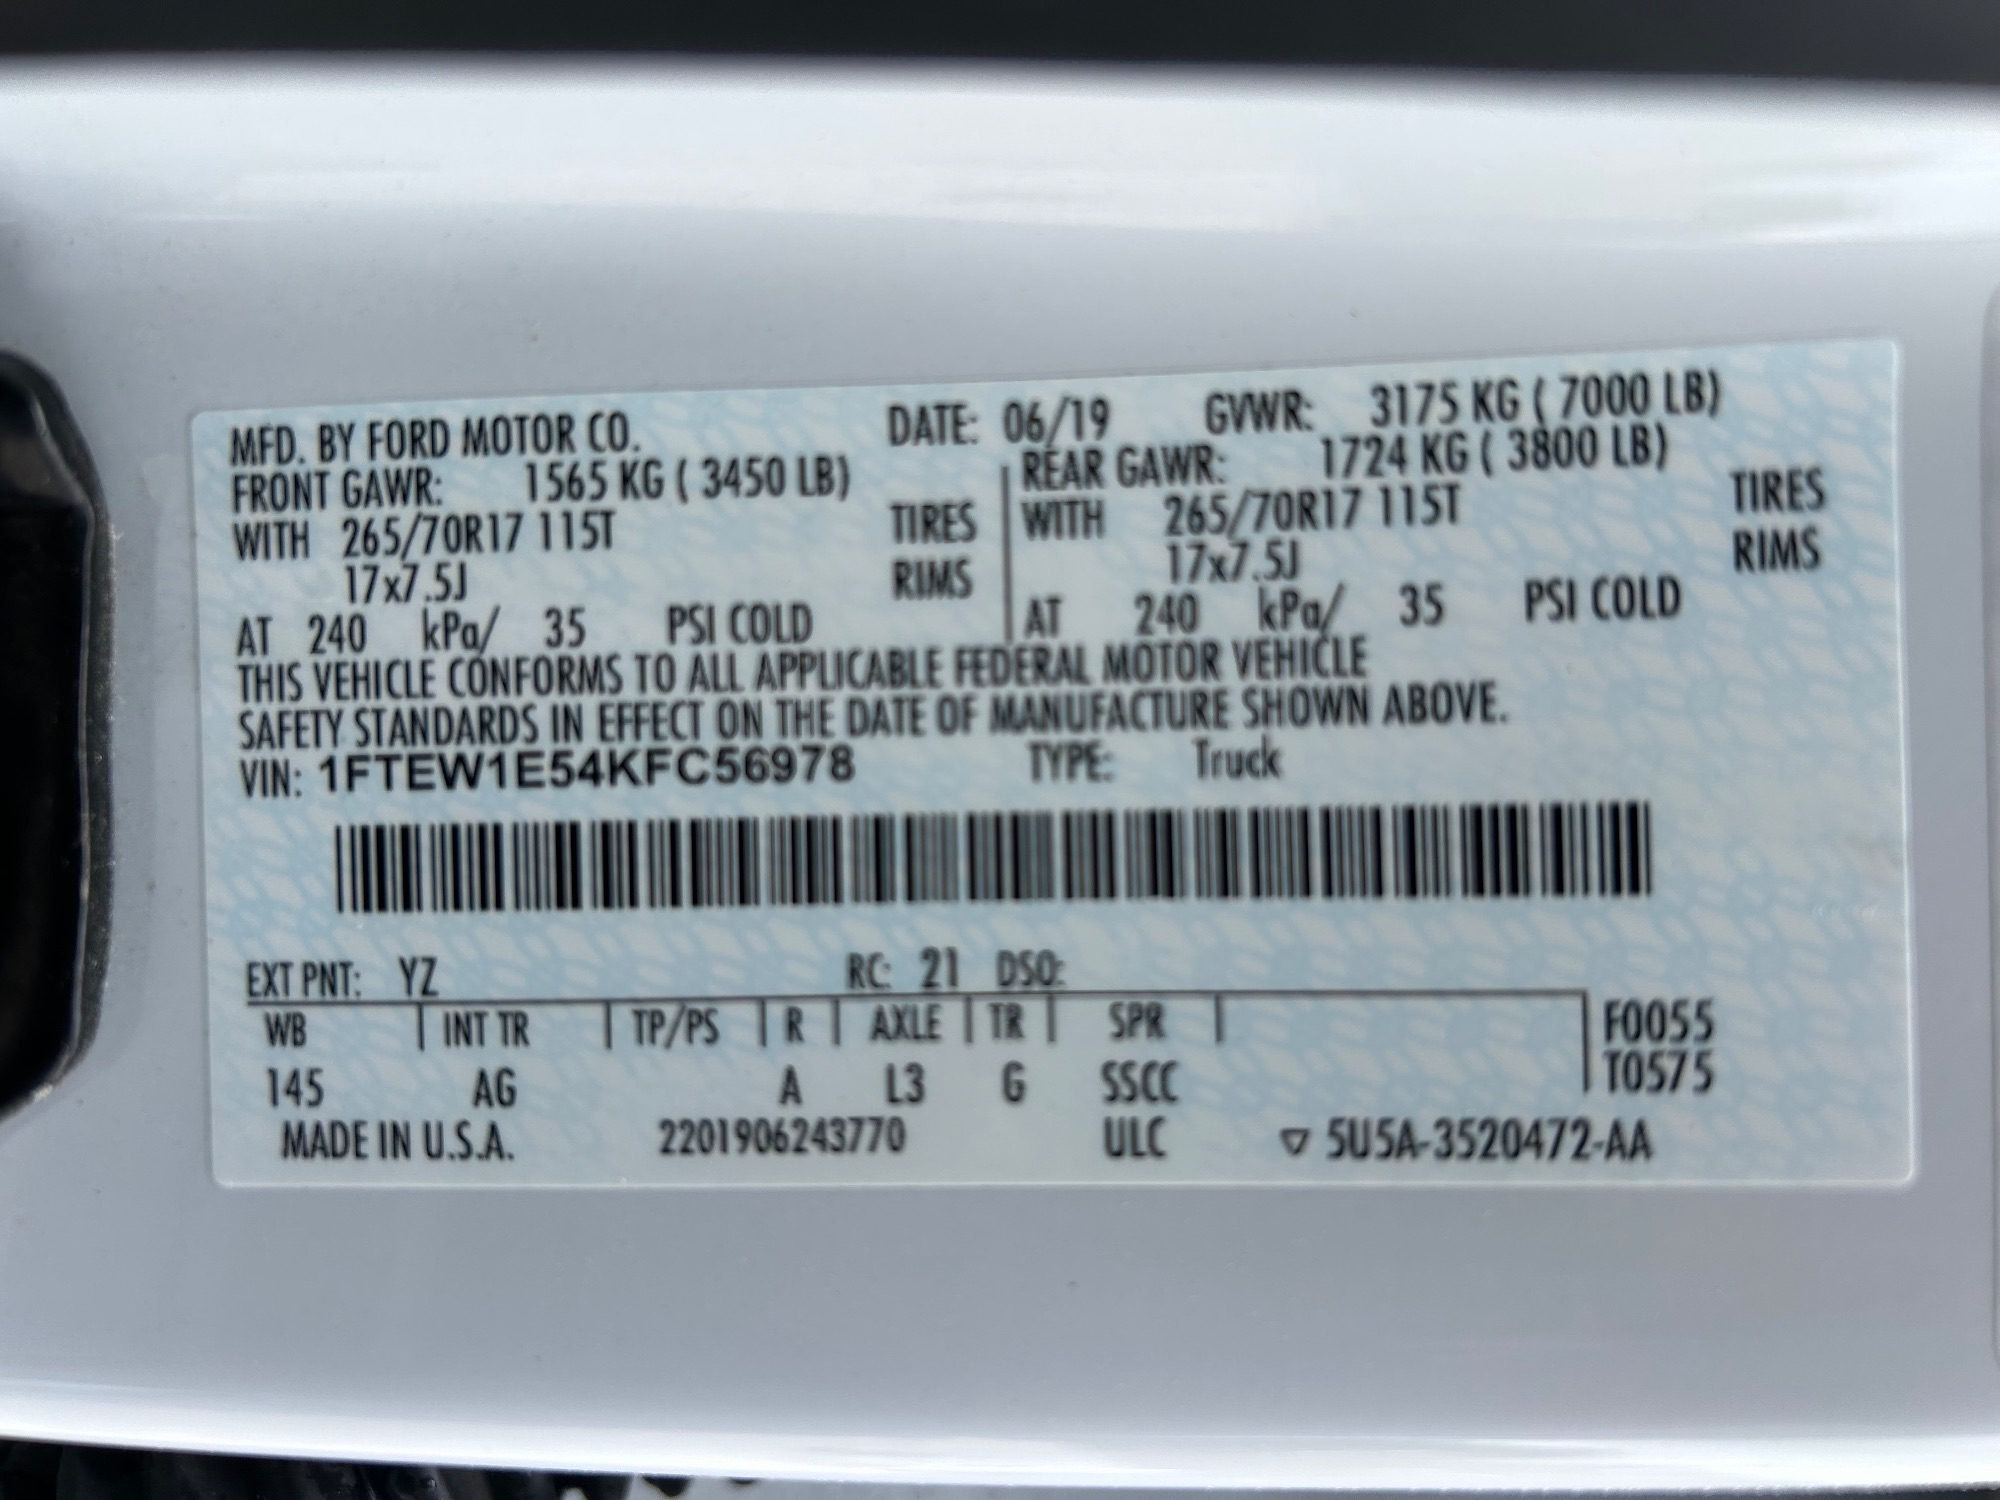 MFD. BY FORD MOTOR CO. DATE: 06/19 GVWR: 3175 KG ( 7000 LB)
FRONT GAWR: 1565 KG ( 3450 LB) REAR GAWR: 1724 KG ( 3800 LB)
WITH 265/70R17 115T TIRES WITH 265/70R17 115T TIRES
17x7.5J RIMS 17x7.5J RIMS
AT 240 kPa/ 35 PSI COLD AT 240 kPa/ 35 PSI COLD
THIS VEHICLE CONFORMS TO ALL APPLICABLE FEDERAL MOTOR VEHICLE
SAFETY STANDARDS IN EFFECT ON THE DATE OF MANUFACTURE SHOWN ABOVE.
VIN: 1FTEW1E54KFC56978 TYPE: Truck
EXT PNT: YZ RC: 21 DSO:
WB INT TR TP/PS R AXLE TR SPR F0055
145 AG A L3 G SSCC T0575
MADE IN U.S.A. 2201906243770 ULC ▽ 5U5A-3520472-AA